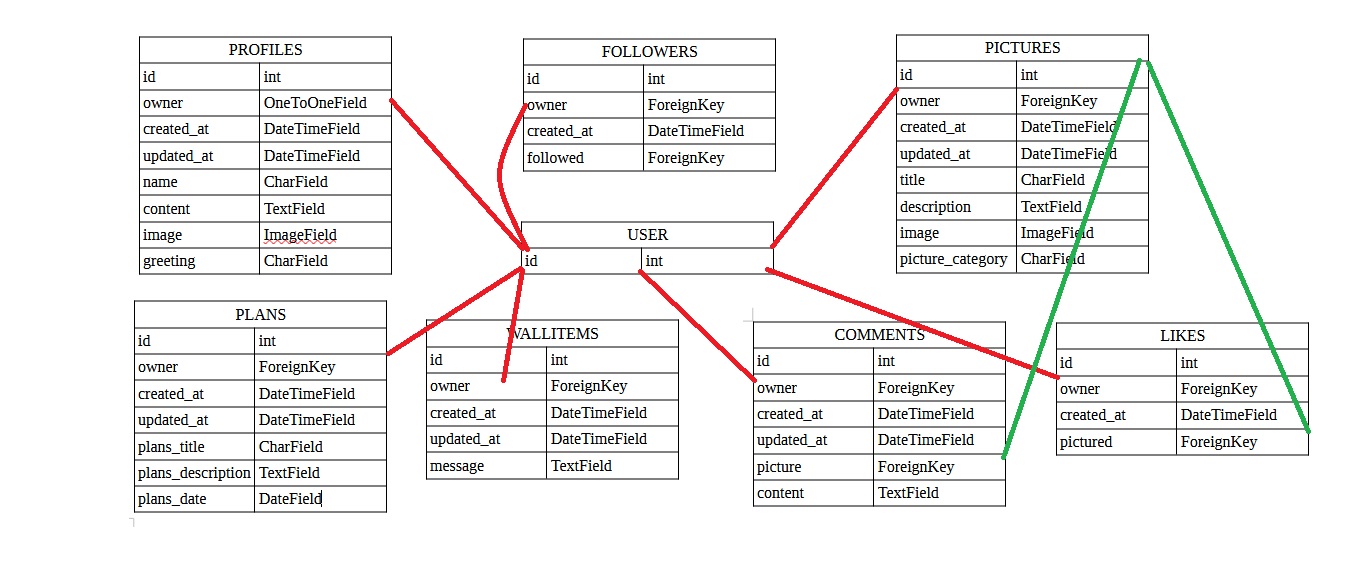 PROFILES
id int
owner OneToOneField
created_at DateTimeField
updated_at DateTimeField
name CharField
content TextField
image ImageField
greeting CharField
FOLLOWERS
id int
owner ForeignKey
created_at DateTimeField
followed ForeignKey
PICTURES
id int
owner ForeignKey
created_at DateTimeField
updated_at DateTimeField
title CharField
description TextField
image ImageField
picture_category CharField
USER
id int
PLANS
id int
owner ForeignKey
created_at DateTimeField
updated_at DateTimeField
plans_title CharField
plans_description TextField
plans_date DateField
WALLITEMS
id int
owner ForeignKey
created_at DateTimeField
updated_at DateTimeField
message TextField
COMMENTS
id int
owner ForeignKey
created_at DateTimeField
updated_at DateTimeField
picture ForeignKey
content TextField
LIKES
id int
owner ForeignKey
created_at DateTimeField
pictured ForeignKey